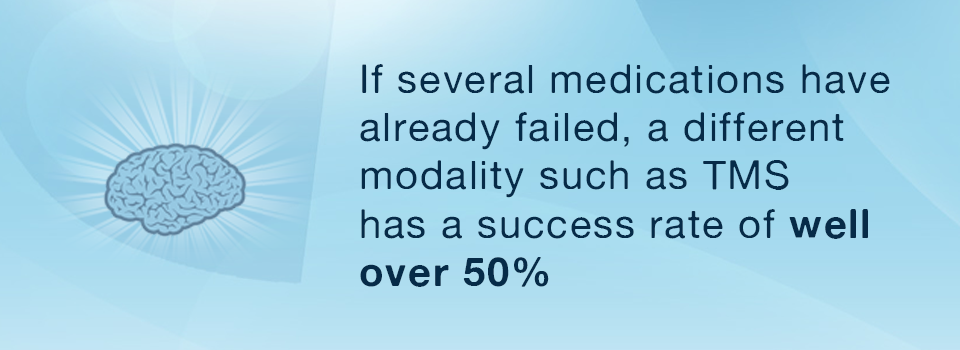 If several medications have
already failed, a different
modality such as TMS
has a success rate of well
over 50%